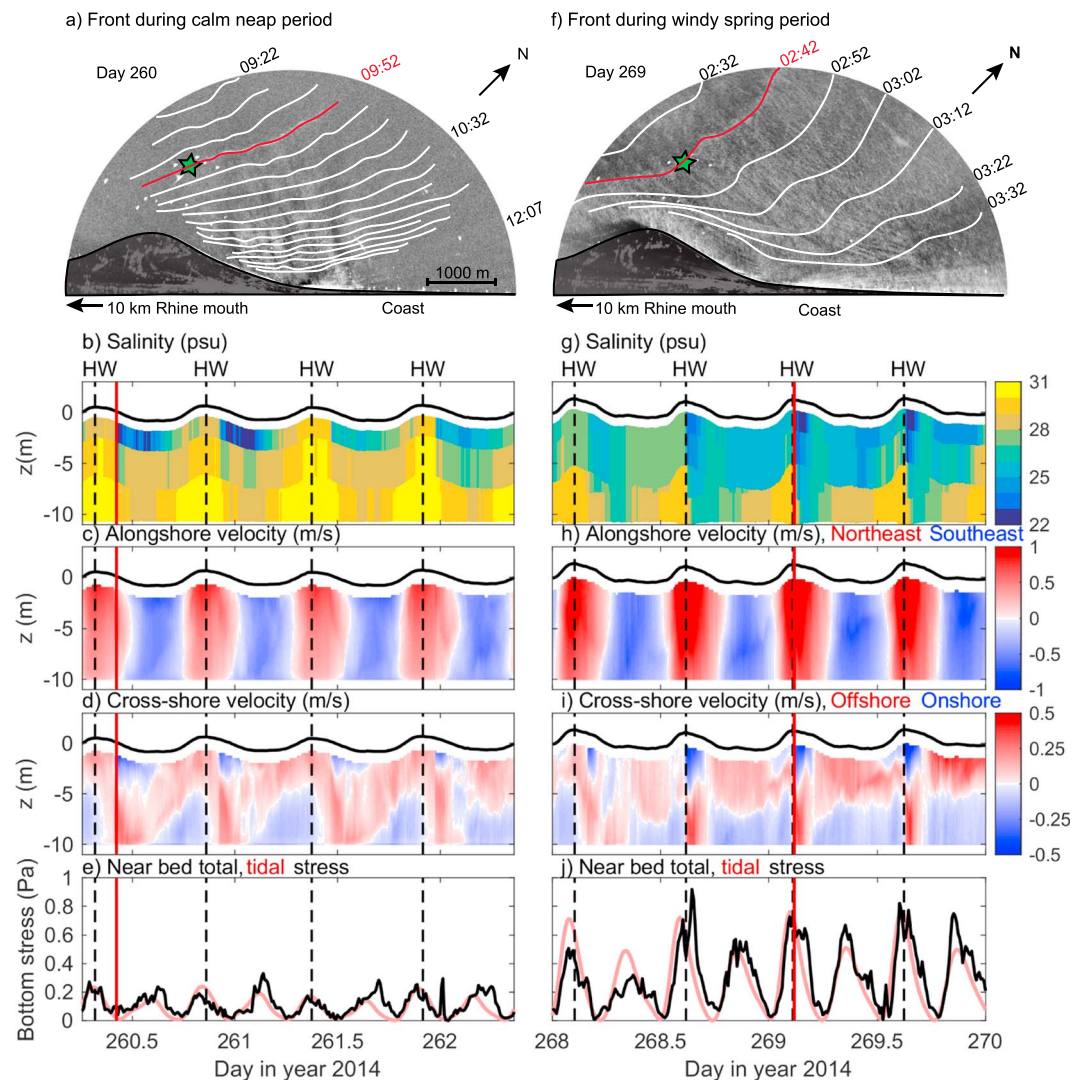 a) Front during calm neap period
Day 260
09:22
09:52
10:32
12:07
N
1000 m
10 km Rhine mouth
Coast
f) Front during windy spring period
Day 269
02:32
02:42
02:52
03:02
03:12
03:22
03:32
N
10 km Rhine mouth
Coast
b) Salinity (psu)
HW HW HW HW
z(m)
0
-5
-10
g) Salinity (psu)
HW HW HW HW
31
28
25
22
c) Alongshore velocity (m/s)
z (m)
0
-5
-10
h) Alongshore velocity (m/s), Northeast Southeast
1
0.5
0
-0.5
-1
d) Cross-shore velocity (m/s)
z (m)
0
-5
-10
i) Cross-shore velocity (m/s), Offshore Onshore
0.5
0.25
0
-0.25
-0.5
e) Near bed total, tidal stress
Bottom stress (Pa)
1
0.8
0.6
0.4
0.2
0
260.5 261 261.5 262
Day in year 2014
j) Near bed total, tidal stress
268 268.5 269 269.5 270
Day in year 2014